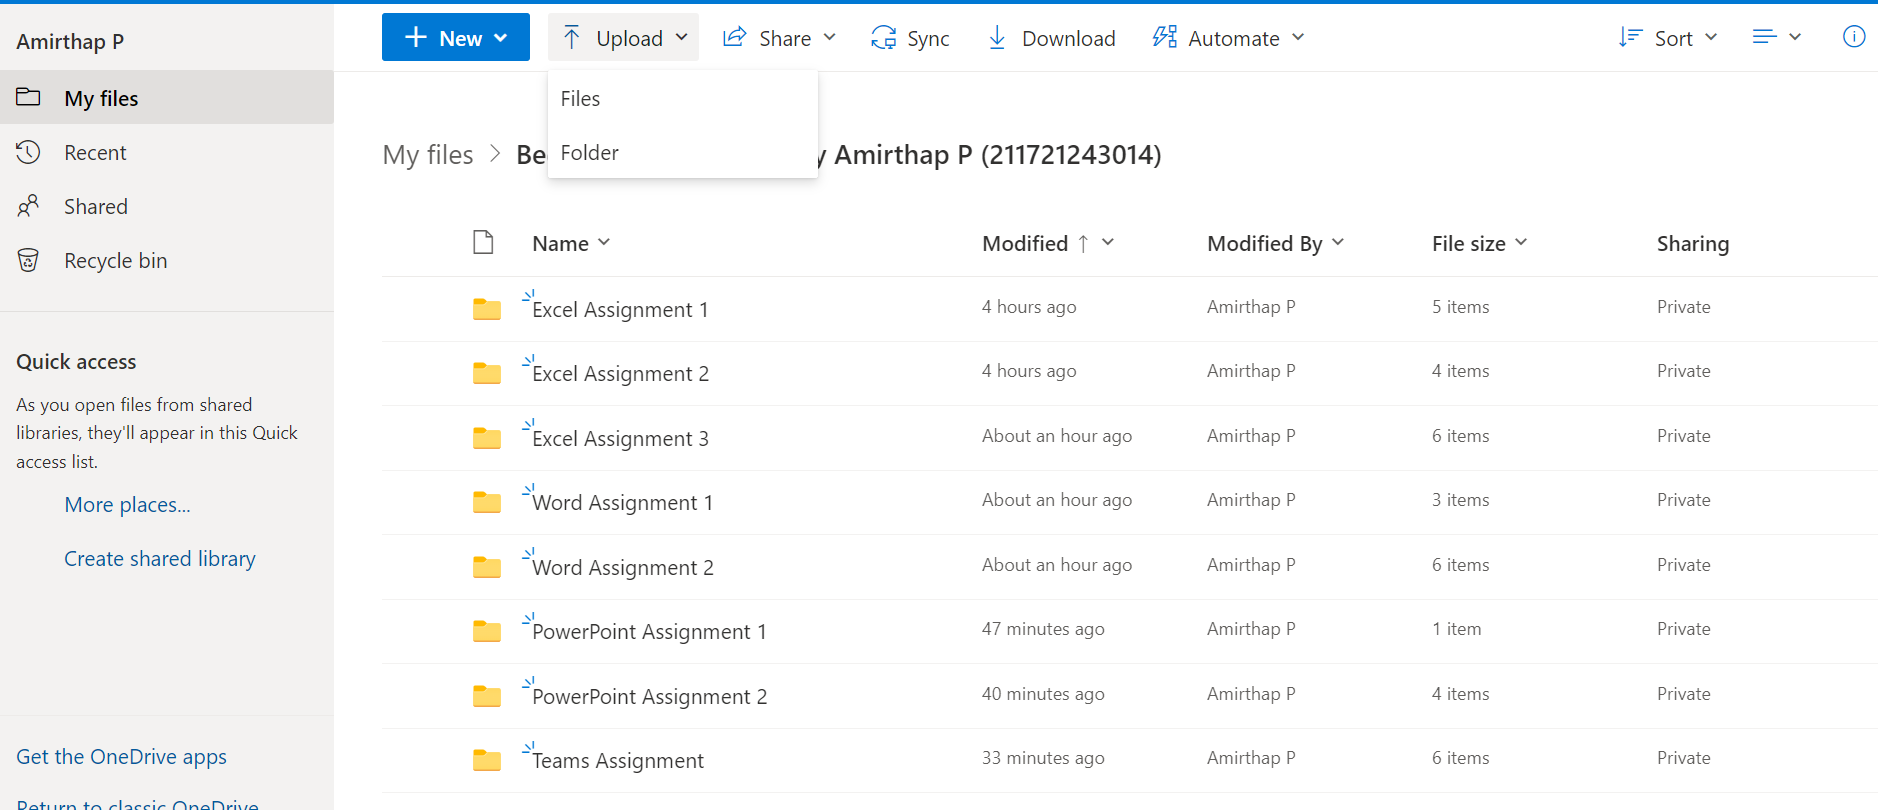 Amirthap P
My files
Recent
Shared
Recycle bin
Quick access
As you open files from shared
libraries, they'll appear in this Quick
access list.
More places...
Create shared library
Get the OneDrive apps
Return to classic OneDrive
New Upload Share Sync Download Automate Sort
Files
Folder
My files > Amirthap P (211721243014)
Name Modified ↑ Modified By File size Sharing
Excel Assignment 1 4 hours ago Amirthap P 5 items Private
Excel Assignment 2 4 hours ago Amirthap P 4 items Private
Excel Assignment 3 About an hour ago Amirthap P 6 items Private
Word Assignment 1 About an hour ago Amirthap P 3 items Private
Word Assignment 2 About an hour ago Amirthap P 6 items Private
PowerPoint Assignment 1 47 minutes ago Amirthap P 1 item Private
PowerPoint Assignment 2 40 minutes ago Amirthap P 4 items Private
Teams Assignment 33 minutes ago Amirthap P 6 items Private